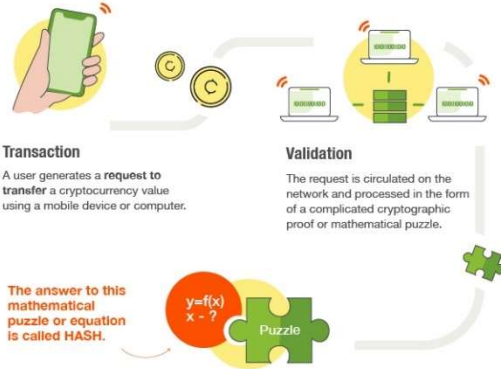 Transaction
A user generates a request to
transfer a cryptocurrency value
using a mobile device or computer.
Validation
The request is circulated on the
network and processed in the form
of a complicated cryptographic
proof or mathematical puzzle.
The answer to this
mathematical
puzzle or equation
is called HASH.
y=f(x)
x - ?
Puzzle